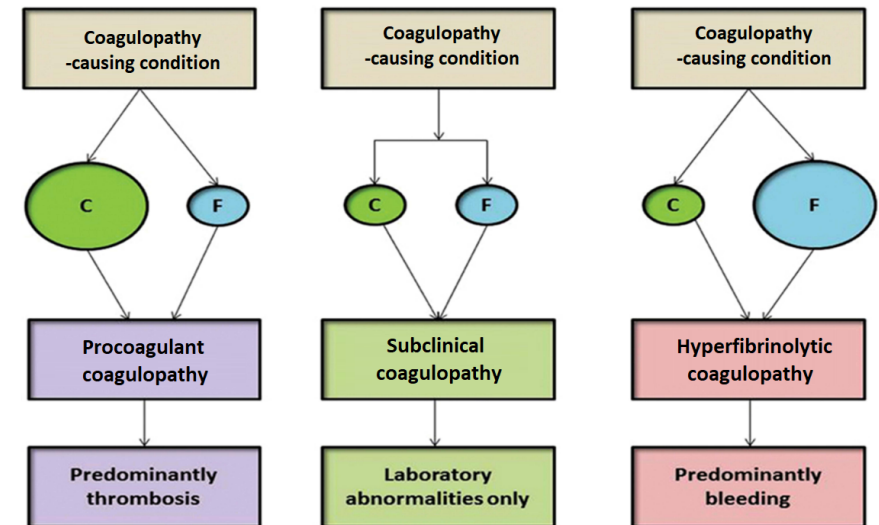 Coagulopathy
-causing condition
Coagulopathy
-causing condition
Coagulopathy
-causing condition
C
F
C
F
C
F
Procoagulant
coagulopathy
Subclinical
coagulopathy
Hyperfibrinolytic
coagulopathy
Predominantly
thrombosis
Laboratory
abnormalities only
Predominantly
bleeding